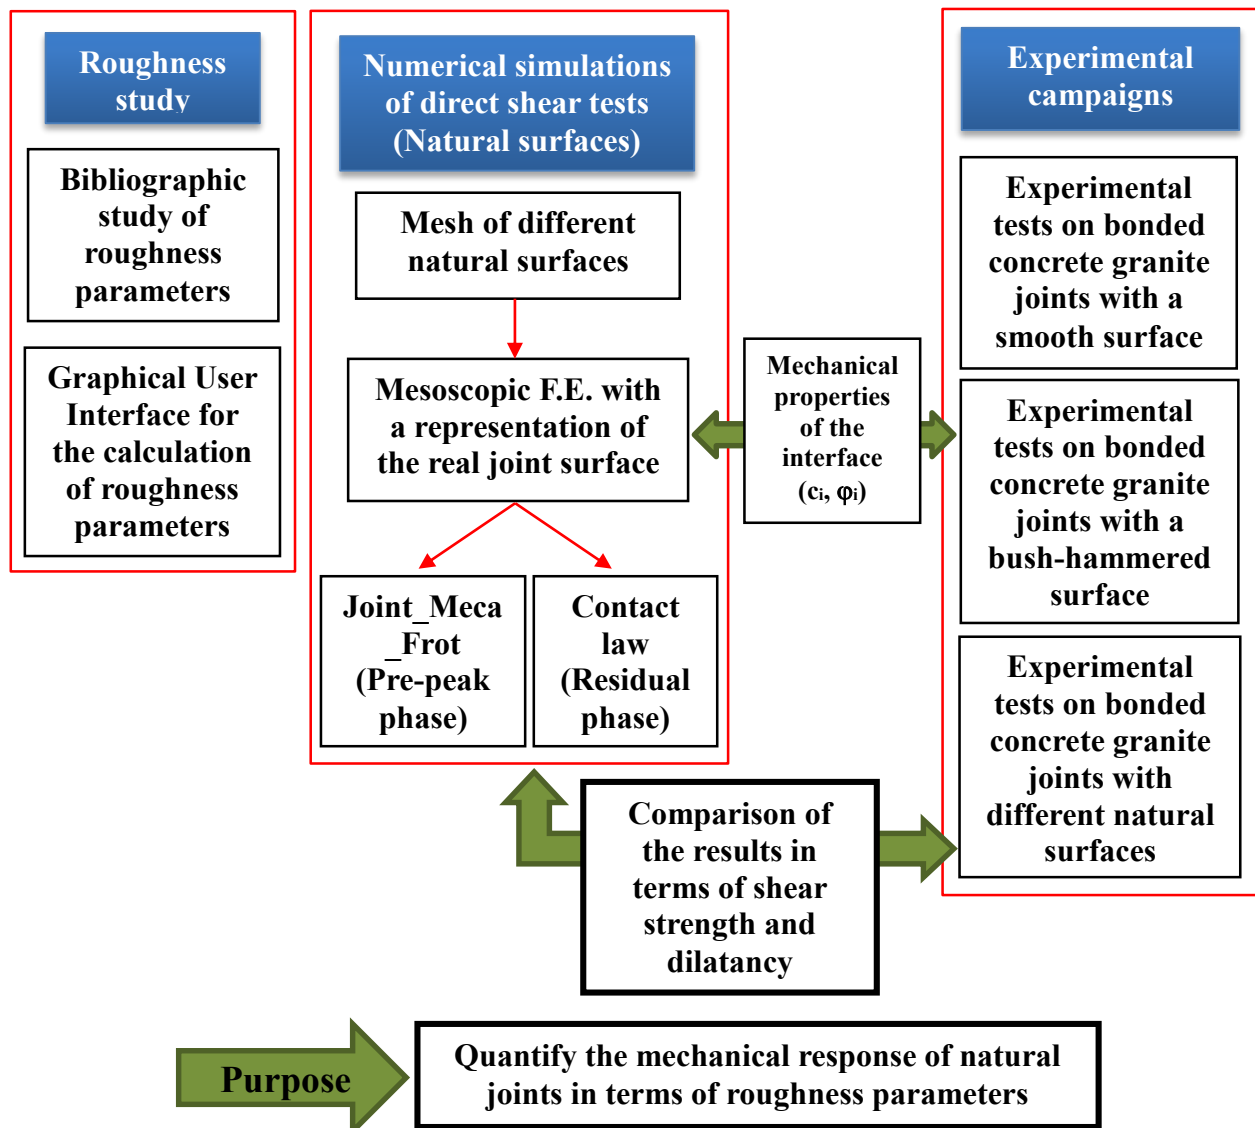 Roughness
study
Bibliographic
study of
roughness
parameters
Graphical User
Interface for
the calculation
of roughness
parameters
Numerical simulations
of direct shear tests
(Natural surfaces)
Mesh of different
natural surfaces
Mesoscopic F.E. with
a representation of
the real joint surface
Joint_Meca
_Frot
(Pre-peak
phase)
Contact
law
(Residual
phase)
Mechanical
properties
of the
interface
(cᵢ, φᵢ)
Experimental
campaigns
Experimental
tests on bonded
concrete granite
joints with a
smooth surface
Experimental
tests on bonded
concrete granite
joints with a
bush-hammered
surface
Experimental
tests on bonded
concrete granite
joints with
different natural
surfaces
Comparison of
the results in
terms of shear
strength and
dilatancy
Purpose
Quantify the mechanical response of natural
joints in terms of roughness parameters